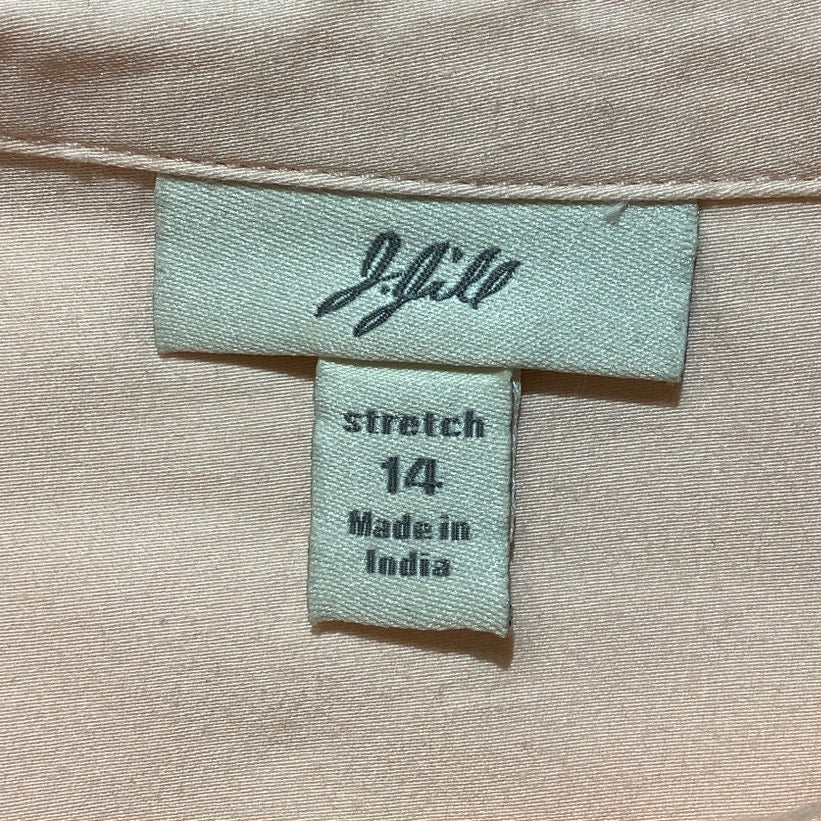 J.Jill
stretch
14
Made in
India